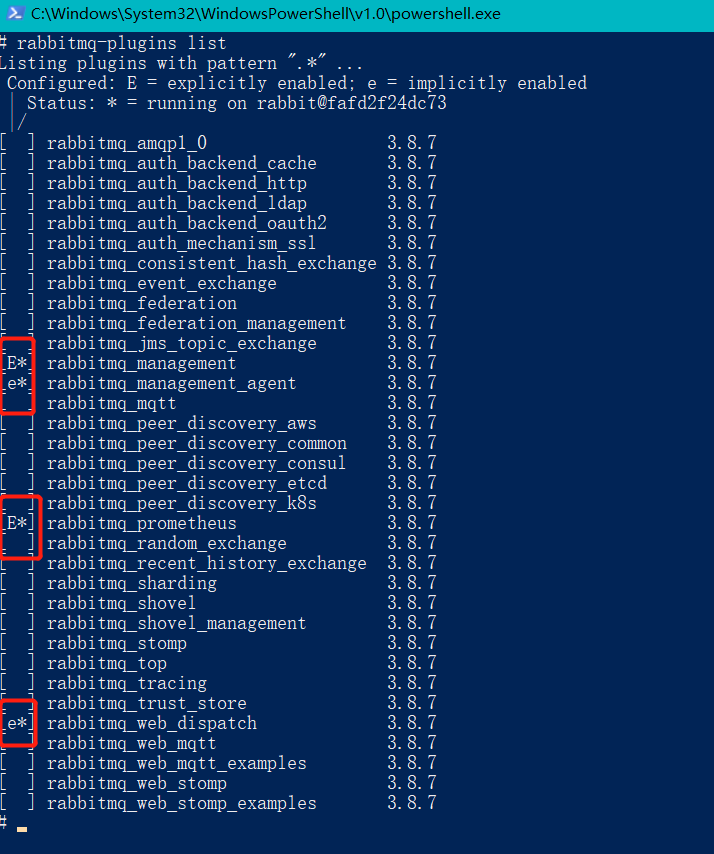 C:\Windows\System32\WindowsPowerShell\v1.0\powershell.exe
# rabbitmq-plugins list
Listing plugins with pattern ".*" ...
 Configured: E = explicitly enabled; e = implicitly enabled
 | Status: * = running on rabbit@fafd2f24dc73
 |/
[  ] rabbitmq_amqp1_0                  3.8.7
[  ] rabbitmq_auth_backend_cache       3.8.7
[  ] rabbitmq_auth_backend_http        3.8.7
[  ] rabbitmq_auth_backend_ldap        3.8.7
[  ] rabbitmq_auth_backend_oauth2      3.8.7
[  ] rabbitmq_auth_mechanism_ssl       3.8.7
[  ] rabbitmq_consistent_hash_exchange 3.8.7
[  ] rabbitmq_event_exchange           3.8.7
[  ] rabbitmq_federation               3.8.7
[  ] rabbitmq_federation_management    3.8.7
[  ] rabbitmq_jms_topic_exchange       3.8.7
[E*] rabbitmq_management               3.8.7
[e*] rabbitmq_management_agent         3.8.7
[  ] rabbitmq_mqtt                     3.8.7
[  ] rabbitmq_peer_discovery_aws       3.8.7
[  ] rabbitmq_peer_discovery_common    3.8.7
[  ] rabbitmq_peer_discovery_consul    3.8.7
[  ] rabbitmq_peer_discovery_etcd      3.8.7
[  ] rabbitmq_peer_discovery_k8s       3.8.7
[E*] rabbitmq_prometheus               3.8.7
[  ] rabbitmq_random_exchange          3.8.7
[  ] rabbitmq_recent_history_exchange  3.8.7
[  ] rabbitmq_sharding                 3.8.7
[  ] rabbitmq_shovel                   3.8.7
[  ] rabbitmq_shovel_management        3.8.7
[  ] rabbitmq_stomp                    3.8.7
[  ] rabbitmq_top                      3.8.7
[  ] rabbitmq_tracing                  3.8.7
[  ] rabbitmq_trust_store              3.8.7
[e*] rabbitmq_web_dispatch             3.8.7
[  ] rabbitmq_web_mqtt                 3.8.7
[  ] rabbitmq_web_mqtt_examples        3.8.7
[  ] rabbitmq_web_stomp                3.8.7
[  ] rabbitmq_web_stomp_examples       3.8.7
#